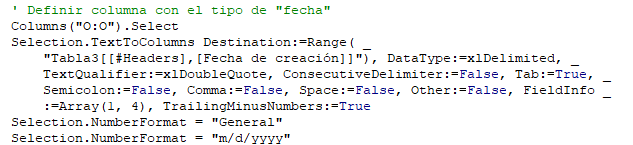 ' Definir columna con el tipo de "fecha"
Columns("O:O").Select
Selection.TextToColumns Destination:=Range( _
"Tabla3[[#Headers],[Fecha de creación]]"), DataType:=xlDelimited, _
TextQualifier:=xlDoubleQuote, ConsecutiveDelimiter:=False, Tab:=True, _
Semicolon:=False, Comma:=False, Space:=False, Other:=False, FieldInfo _
:=Array(1, 4), TrailingMinusNumbers:=True
Selection.NumberFormat = "General"
Selection.NumberFormat = "m/d/yyyy"